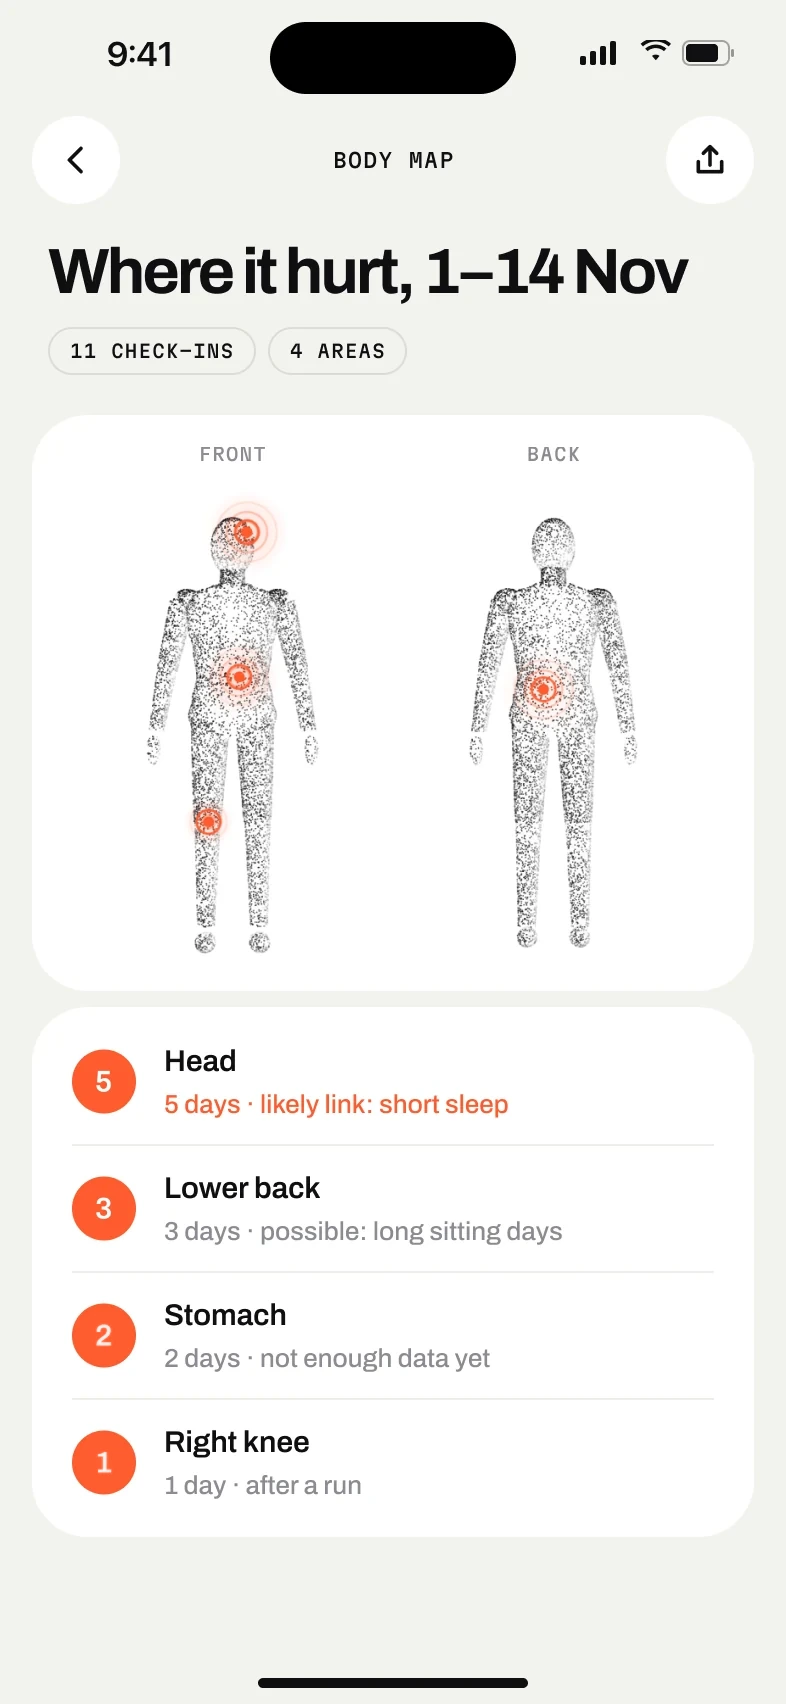 9:41
BODY MAP
Where it hurt, 1–14 Nov
11 CHECK-INS
4 AREAS
FRONT
BACK
5
Head
5 days · likely link: short sleep
3
Lower back
3 days · possible: long sitting days
2
Stomach
2 days · not enough data yet
1
Right knee
1 day · after a run